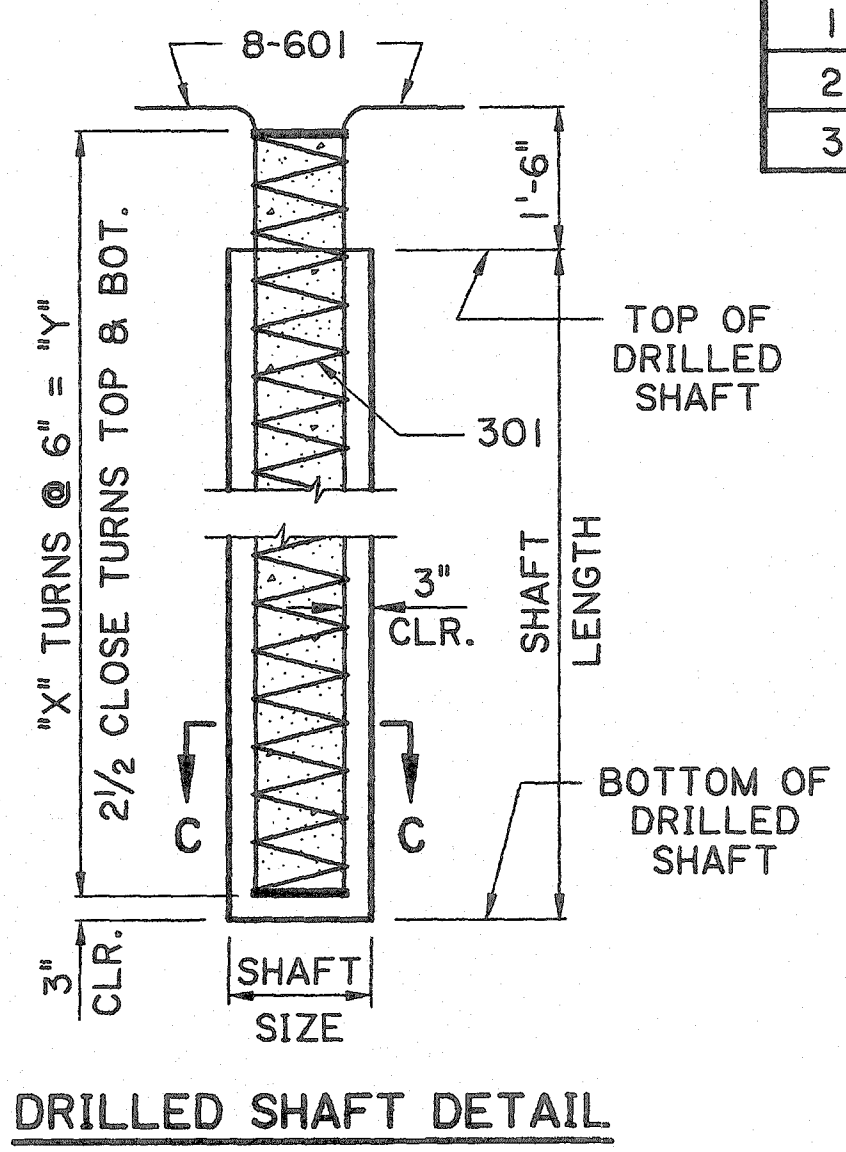 8-601
1
2
3
1'-6"
"X" TURNS @ 6" = "Y"
2½ CLOSE TURNS TOP & BOT.
TOP OF
DRILLED
SHAFT
301
SHAFT
LENGTH
3"
CLR.
C
C
BOTTOM OF
DRILLED
SHAFT
3"
CLR.
SHAFT
SIZE
DRILLED SHAFT DETAIL